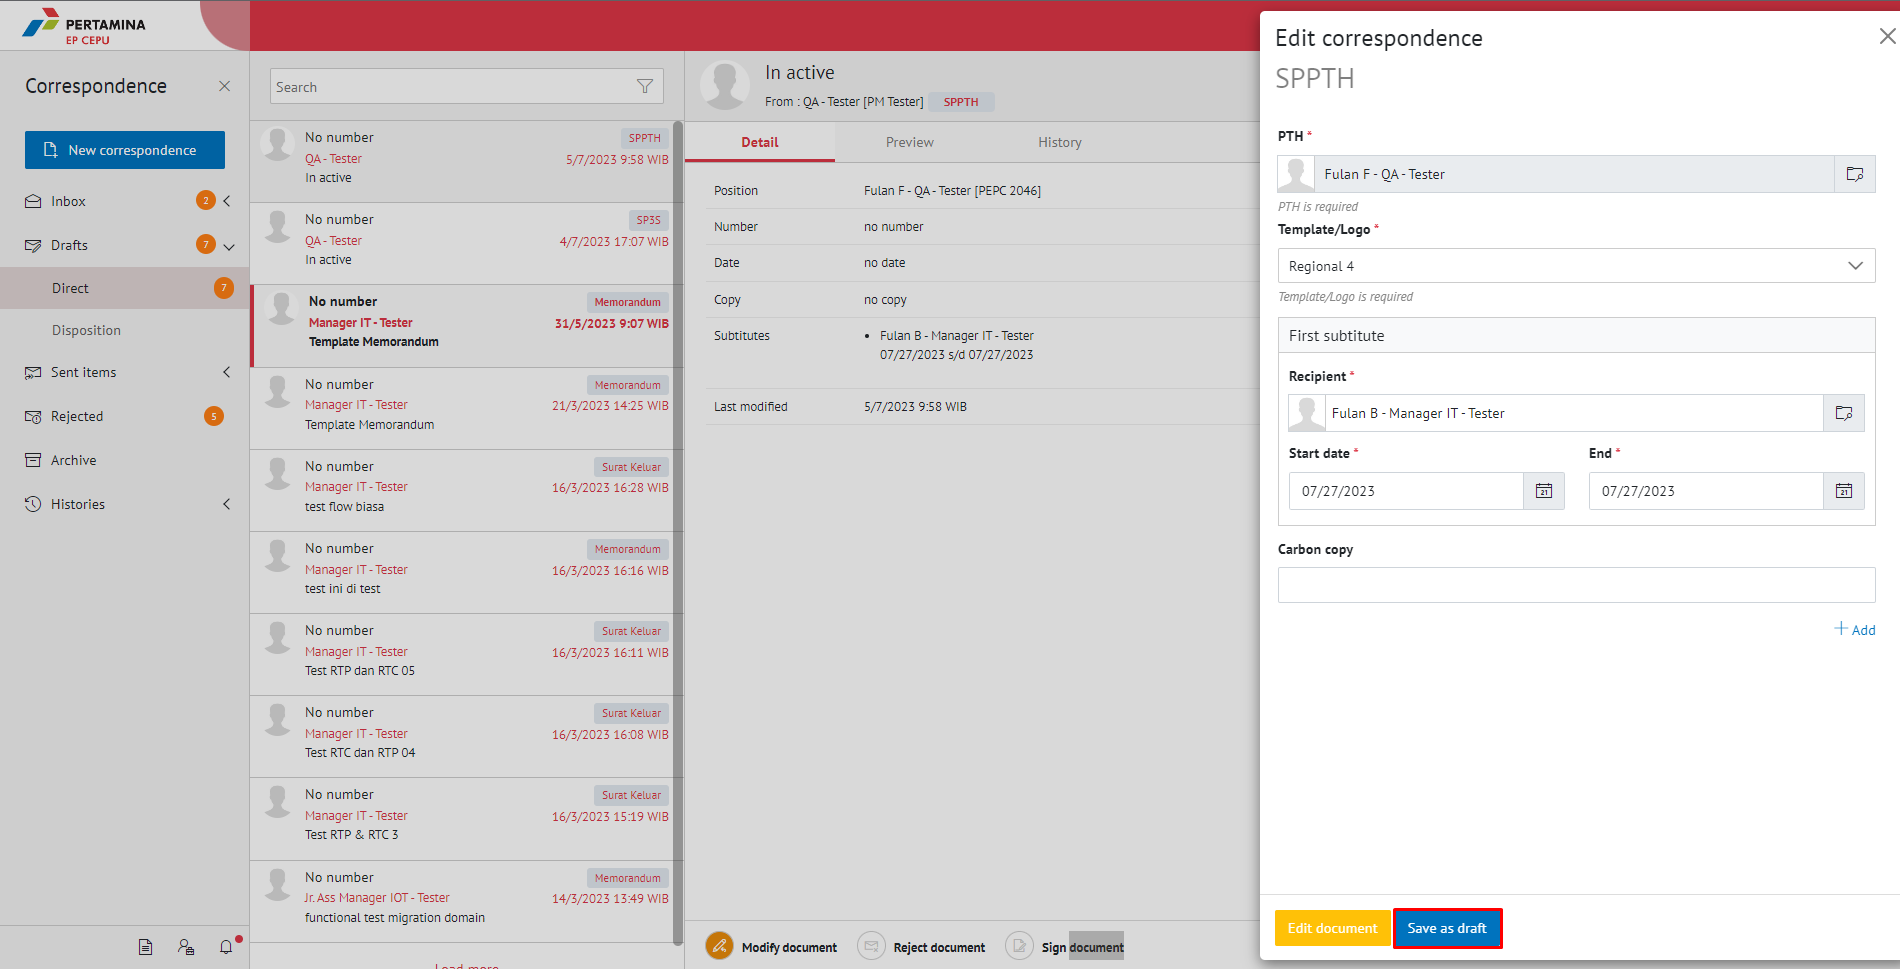 PERTAMINA
EP CEPU
Correspondence
New correspondence
Inbox 2
Drafts 7
Direct 7
Disposition
Sent items
Rejected 5
Archive
Histories
Search
No number SPPTH
QA - Tester 5/7/2023 9:58 WIB
In active
No number SP3S
QA - Tester 4/7/2023 17:07 WIB
In active
No number Memorandum
Manager IT - Tester 31/5/2023 9:07 WIB
Template Memorandum
No number Memorandum
Manager IT - Tester 21/3/2023 14:25 WIB
Template Memorandum
No number Surat Keluar
Manager IT - Tester 16/3/2023 16:28 WIB
test flow biasa
No number Memorandum
Manager IT - Tester 16/3/2023 16:16 WIB
test ini di test
No number Surat Keluar
Manager IT - Tester 16/3/2023 16:11 WIB
Test RTP dan RTC 05
No number Surat Keluar
Manager IT - Tester 16/3/2023 16:08 WIB
Test RTC dan RTP 04
No number Surat Keluar
Manager IT - Tester 16/3/2023 15:19 WIB
Test RTP & RTC 3
No number Memorandum
Jr. Ass Manager IOT - Tester 14/3/2023 13:49 WIB
functional test migration domain
Load more
In active
From : QA - Tester [PM Tester] SPPTH
Detail Preview History
Position Fulan F - QA - Tester [PEPC 2046]
Number no number
Date no date
Copy no copy
Subtitutes • Fulan B - Manager IT - Tester
07/27/2023 s/d 07/27/2023
Last modified 5/7/2023 9:58 WIB
Modify document Reject document Sign document
Edit correspondence
SPPTH
PTH *
Fulan F - QA - Tester
PTH is required
Template/Logo *
Regional 4
Template/Logo is required
First subtitute
Recipient *
Fulan B - Manager IT - Tester
Start date * End *
07/27/2023 21 07/27/2023 21
Carbon copy
+ Add
Edit document Save as draft